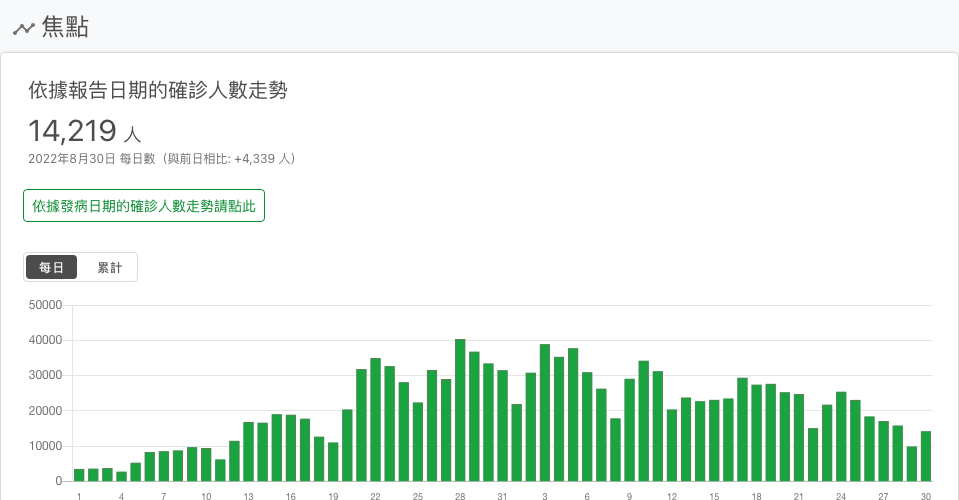 焦點
依據報告日期的確診人數走勢
14,219 人
2022年8月30日 每日數（與前日相比: +4,339 人）
依據發病日期的確診人數走勢請點此
每日 累計
50000
40000
30000
20000
10000
0
1 4 7 10 13 16 19 22 25 28 31 3 6 9 12 15 18 21 24 27 30